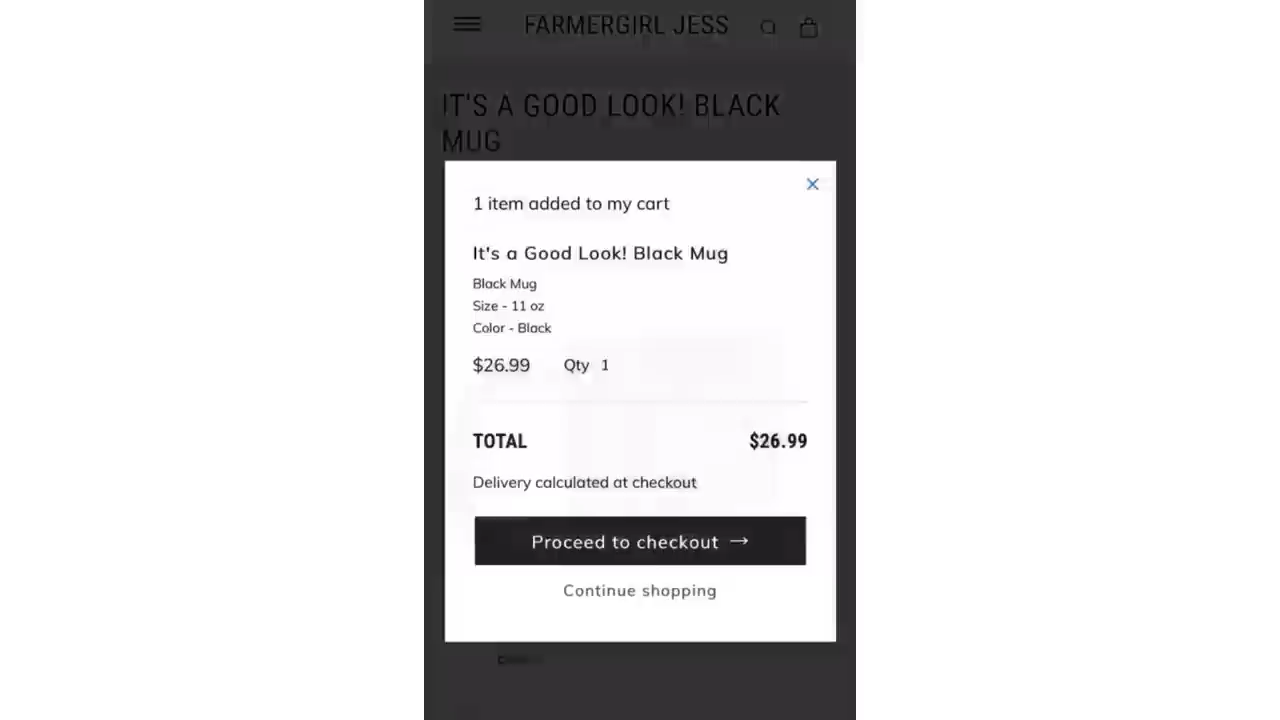 FARMERGIRL JESS
IT'S A GOOD LOOK! BLACK
MUG
1 item added to my cart
It's a Good Look! Black Mug
Black Mug
Size - 11 oz
Color - Black
$26.99 Qty 1
TOTAL $26.99
Delivery calculated at checkout
Proceed to checkout →
Continue shopping